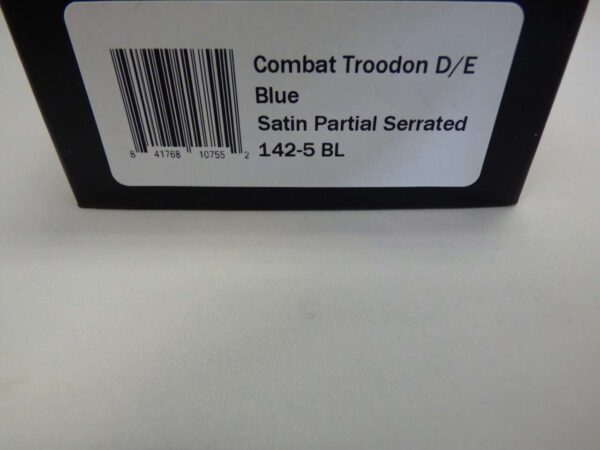 Combat Troodon D/E
Blue
Satin Partial Serrated
142-5 BL
8 41768 10755 2